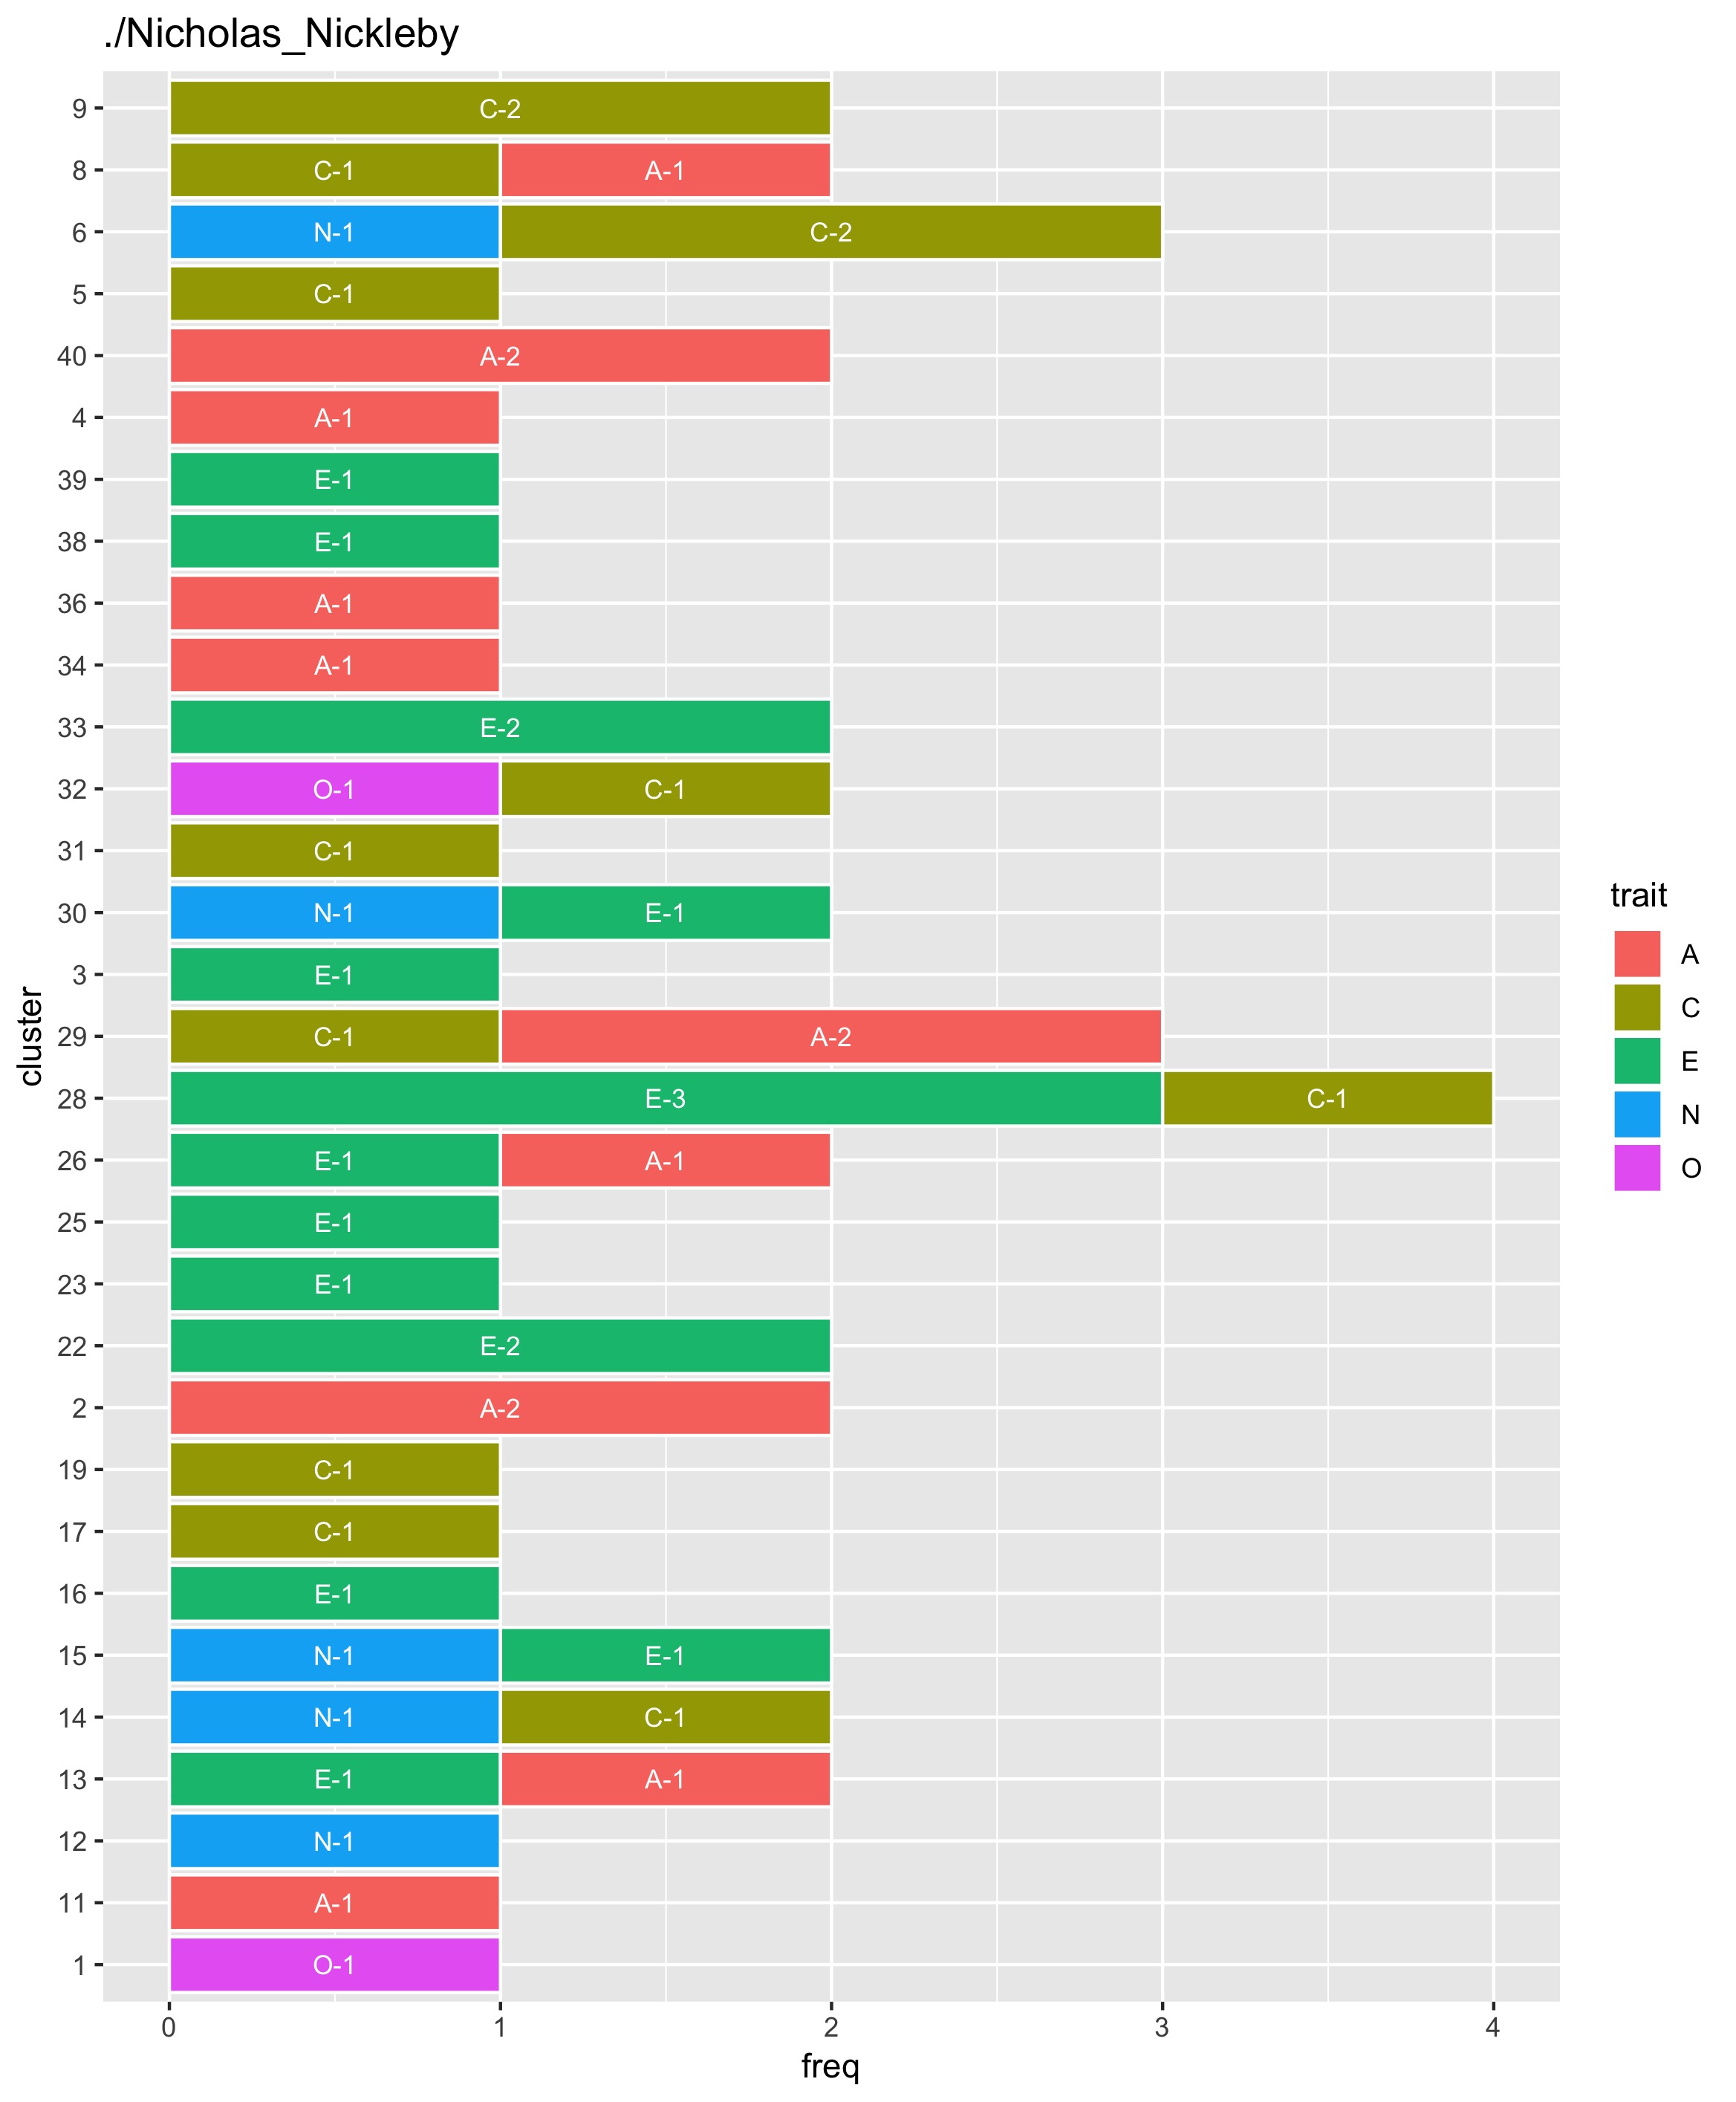 ./Nicholas_Nickleby
9 C-2
8 C-1 A-1
6 N-1 C-2
5 C-1
40 A-2
4 A-1
39 E-1
38 E-1
36 A-1
34 A-1
33 E-2
32 O-1 C-1
31 C-1
30 N-1 E-1
3 E-1
29 C-1 A-2
28 E-3 C-1
26 E-1 A-1
25 E-1
23 E-1
22 E-2
2 A-2
19 C-1
17 C-1
16 E-1
15 N-1 E-1
14 N-1 C-1
13 E-1 A-1
12 N-1
11 A-1
1 O-1
0 1 2 3 4
freq
cluster
trait
A
C
E
N
O